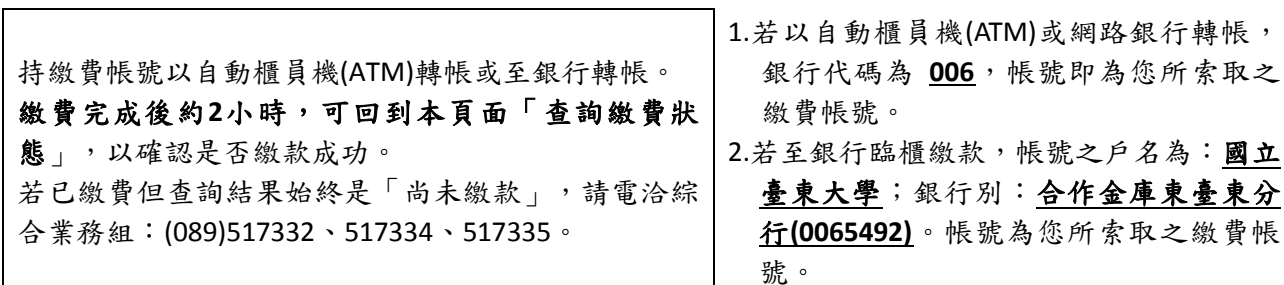 持繳費帳號以自動櫃員機(ATM)轉帳或至銀行轉帳。
繳費完成後約2小時，可回到本頁面「查詢繳費狀
態」，以確認是否繳款成功。
若已繳費但查詢結果始終是「尚未繳款」，請電洽綜
合業務組：(089)517332、517334、517335。
1.若以自動櫃員機(ATM)或網路銀行轉帳，
銀行代碼為 006，帳號即為您所索取之
繳費帳號。
2.若至銀行臨櫃繳款，帳號之戶名為：國立
臺東大學；銀行別：合作金庫東臺東分
行(0065492)。帳號為您所索取之繳費帳
號。